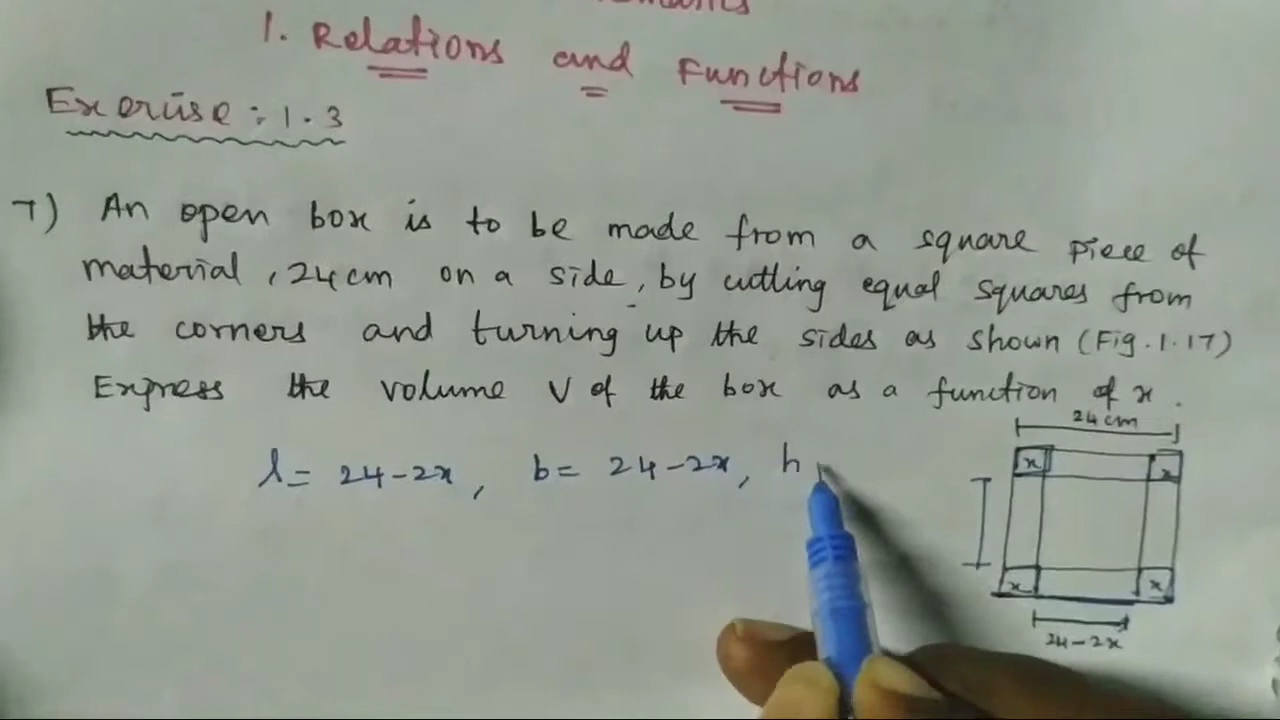 1. Relations and Functions
Exercise : 1.3
7) An open box is to be made from a square piece of
material, 24cm on a side, by cutting equal squares from
the corners and turning up the sides as shown (Fig.1.17)
Express the volume V of the box as a function of x.
24cm
l = 24-2x, b = 24-2x, h
x x
x x
24-2x